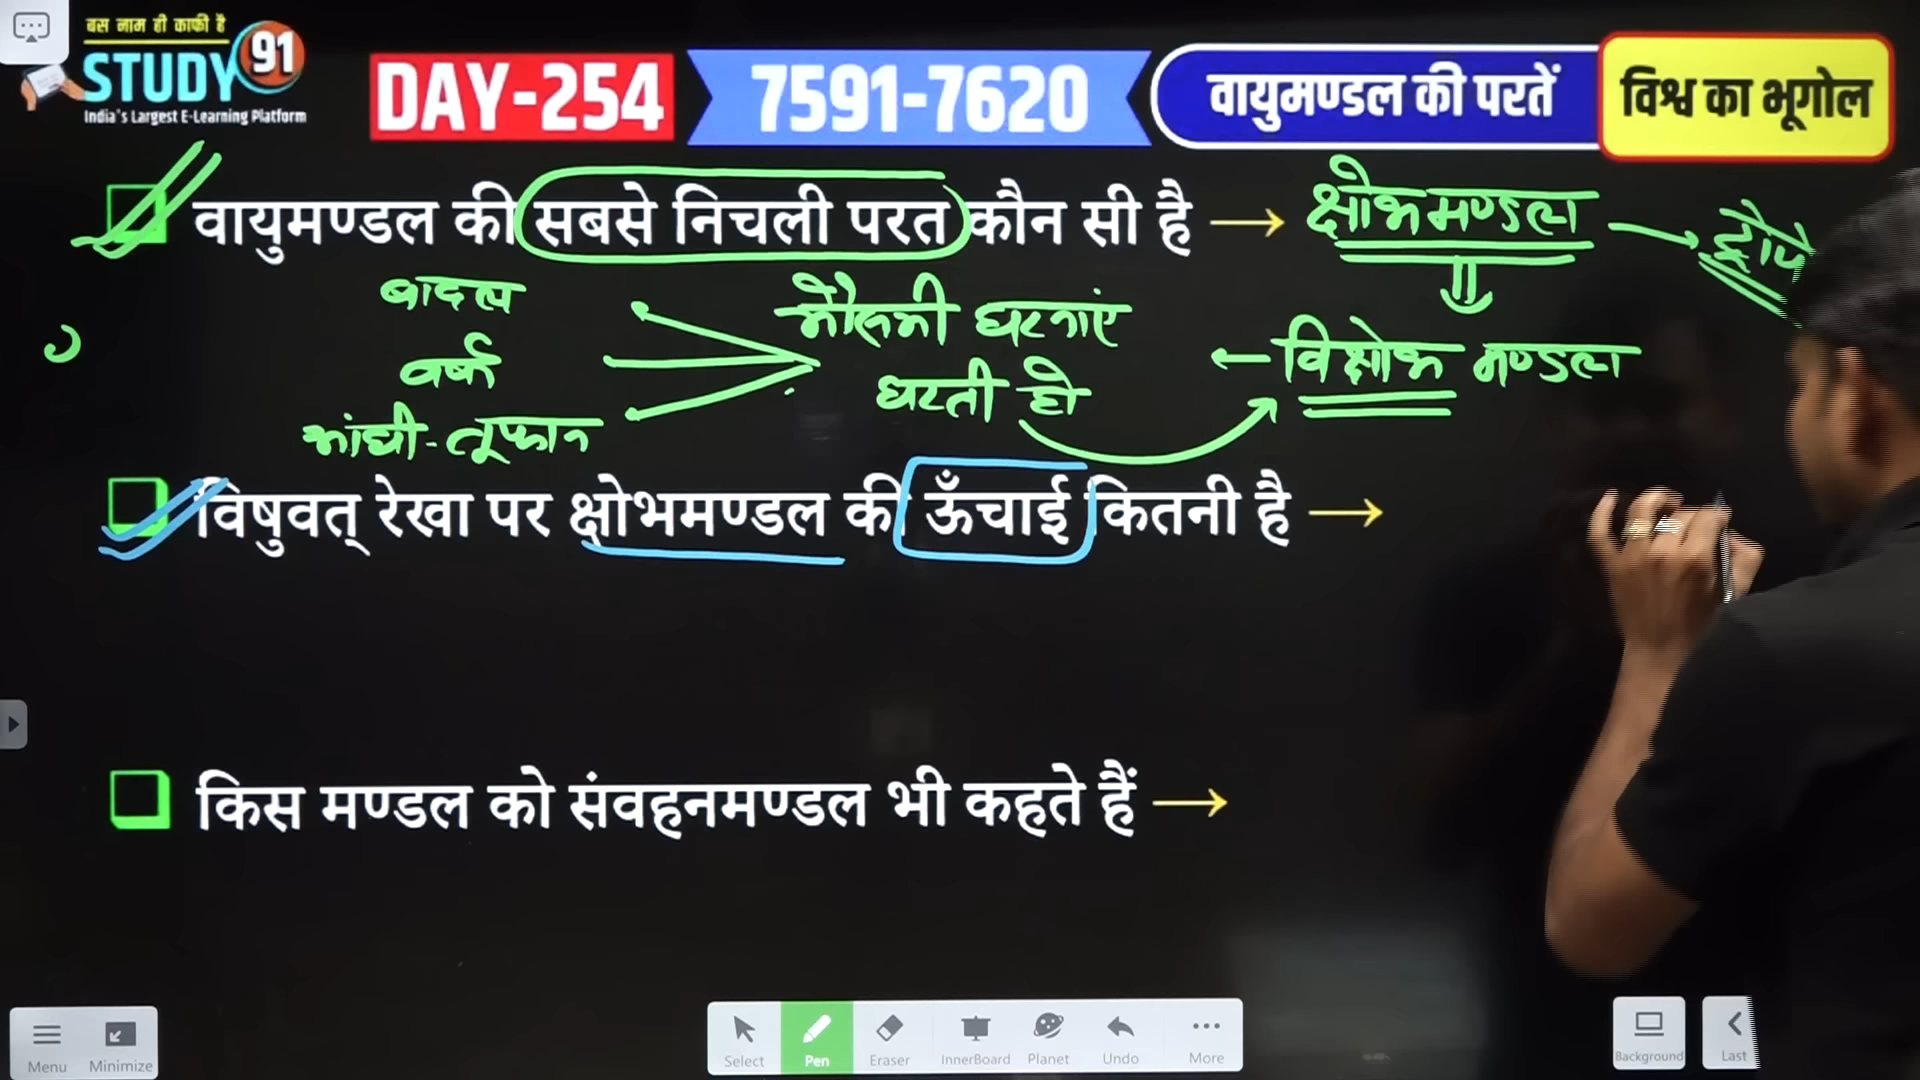 बस नाम ही काफी है
STUDY 91
India's Largest E-Learning Platform
DAY-254
7591-7620
वायुमण्डल की परतें
विश्व का भूगोल
वायुमण्डल की सबसे निचली परत कौन सी है → क्षोभमण्डल →
बादल
वर्षा
आंधी-तूफान
मौसमी घटनाएं
घटती हो
← विक्षोभ मण्डल
विषुवत् रेखा पर क्षोभमण्डल की ऊँचाई कितनी है →
किस मण्डल को संवहनमण्डल भी कहते हैं →
Menu
Minimize
Select
Pen
Eraser
InnerBoard
Planet
Undo
More
Background
Last